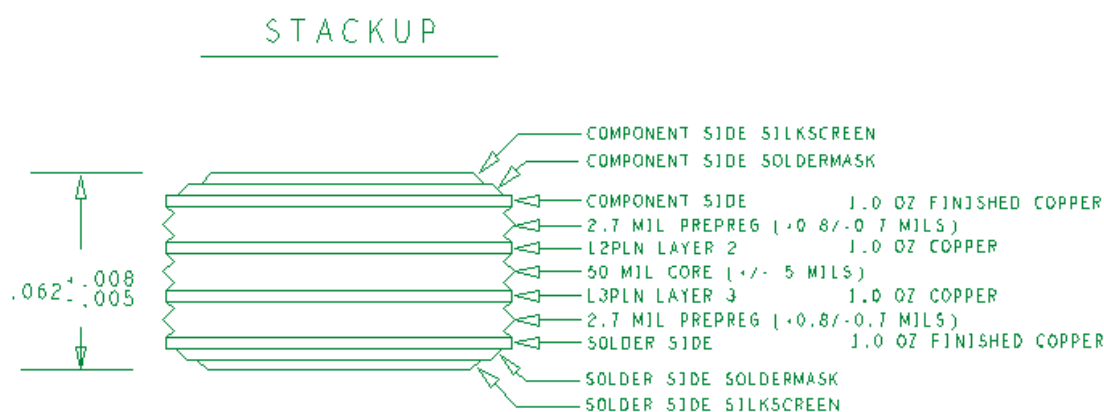 STACKUP
COMPONENT SIDE SILKSCREEN
COMPONENT SIDE SOLDERMASK
COMPONENT SIDE 1.0 OZ FINISHED COPPER
2.7 MIL PREPREG (+0.8/-0.7 MILS)
L2PLN LAYER 2 1.0 OZ COPPER
50 MIL CORE (+/- 5 MILS)
.062 +.008 -.005
L3PLN LAYER 3 1.0 OZ COPPER
2.7 MIL PREPREG (+0.8/-0.7 MILS)
SOLDER SIDE 1.0 OZ FINISHED COPPER
SOLDER SIDE SOLDERMASK
SOLDER SIDE SILKSCREEN